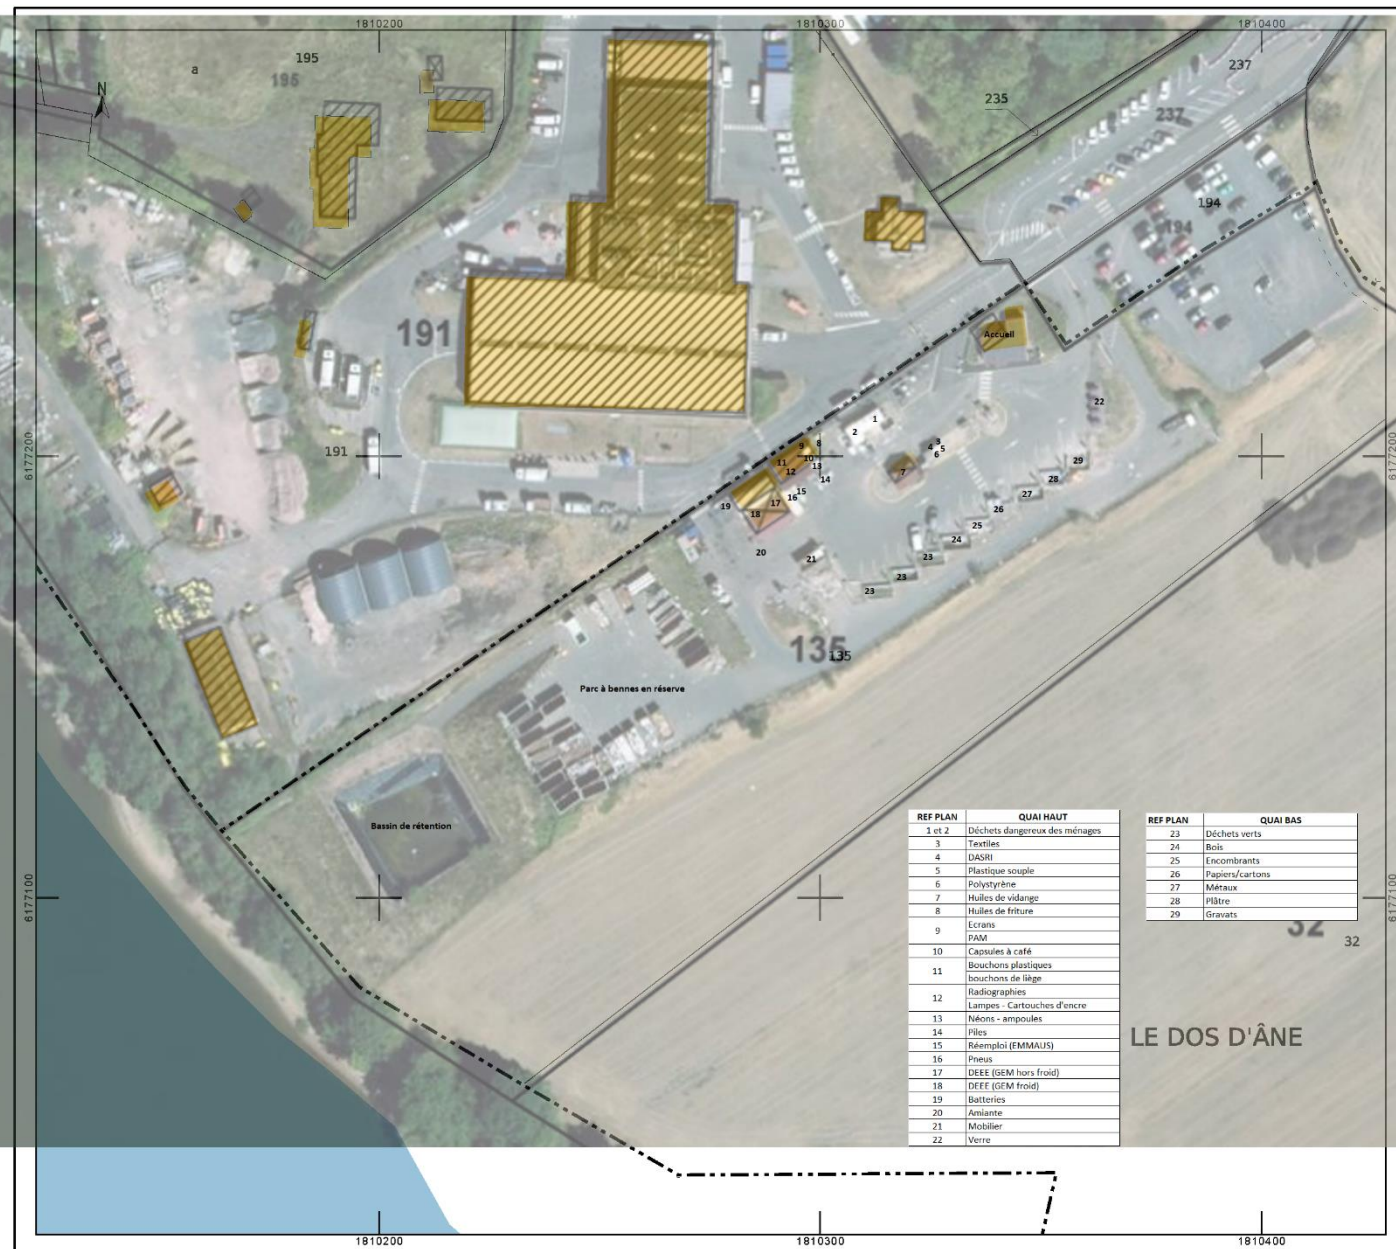 1810200 1810300 1810400
195
a
195
N
237
235
237
194
194
191
Accueil
22
1
2
8
9
3
4
5
6
10
11
12
13
7
14
29
28
15
16
27
17
26
19
18
25
24
20
21
23
23
23
191
6177200 6177200
135
135
Parc à bennes en réserve
Bassin de rétention
6177100 6177100
REF PLAN QUAI HAUT
1 et 2 Déchets dangereux des ménages
3 Textiles
4 DASRI
5 Plastique souple
6 Polystyrène
7 Huiles de vidange
8 Huiles de friture
9 Ecrans
PAM
10 Capsules à café
11 Bouchons plastiques
bouchons de liège
12 Radiographies
Lampes - Cartouches d'encre
13 Néons - ampoules
14 Piles
15 Réemploi (EMMAUS)
16 Pneus
17 DEEE (GEM hors froid)
18 DEEE (GEM froid)
19 Batteries
20 Amiante
21 Mobilier
22 Verre
REF PLAN QUAI BAS
23 Déchets verts
24 Bois
25 Encombrants
26 Papiers/cartons
27 Métaux
28 Plâtre
29 Gravats
32
32
LE DOS D'ÂNE
1810200 1810300 1810400